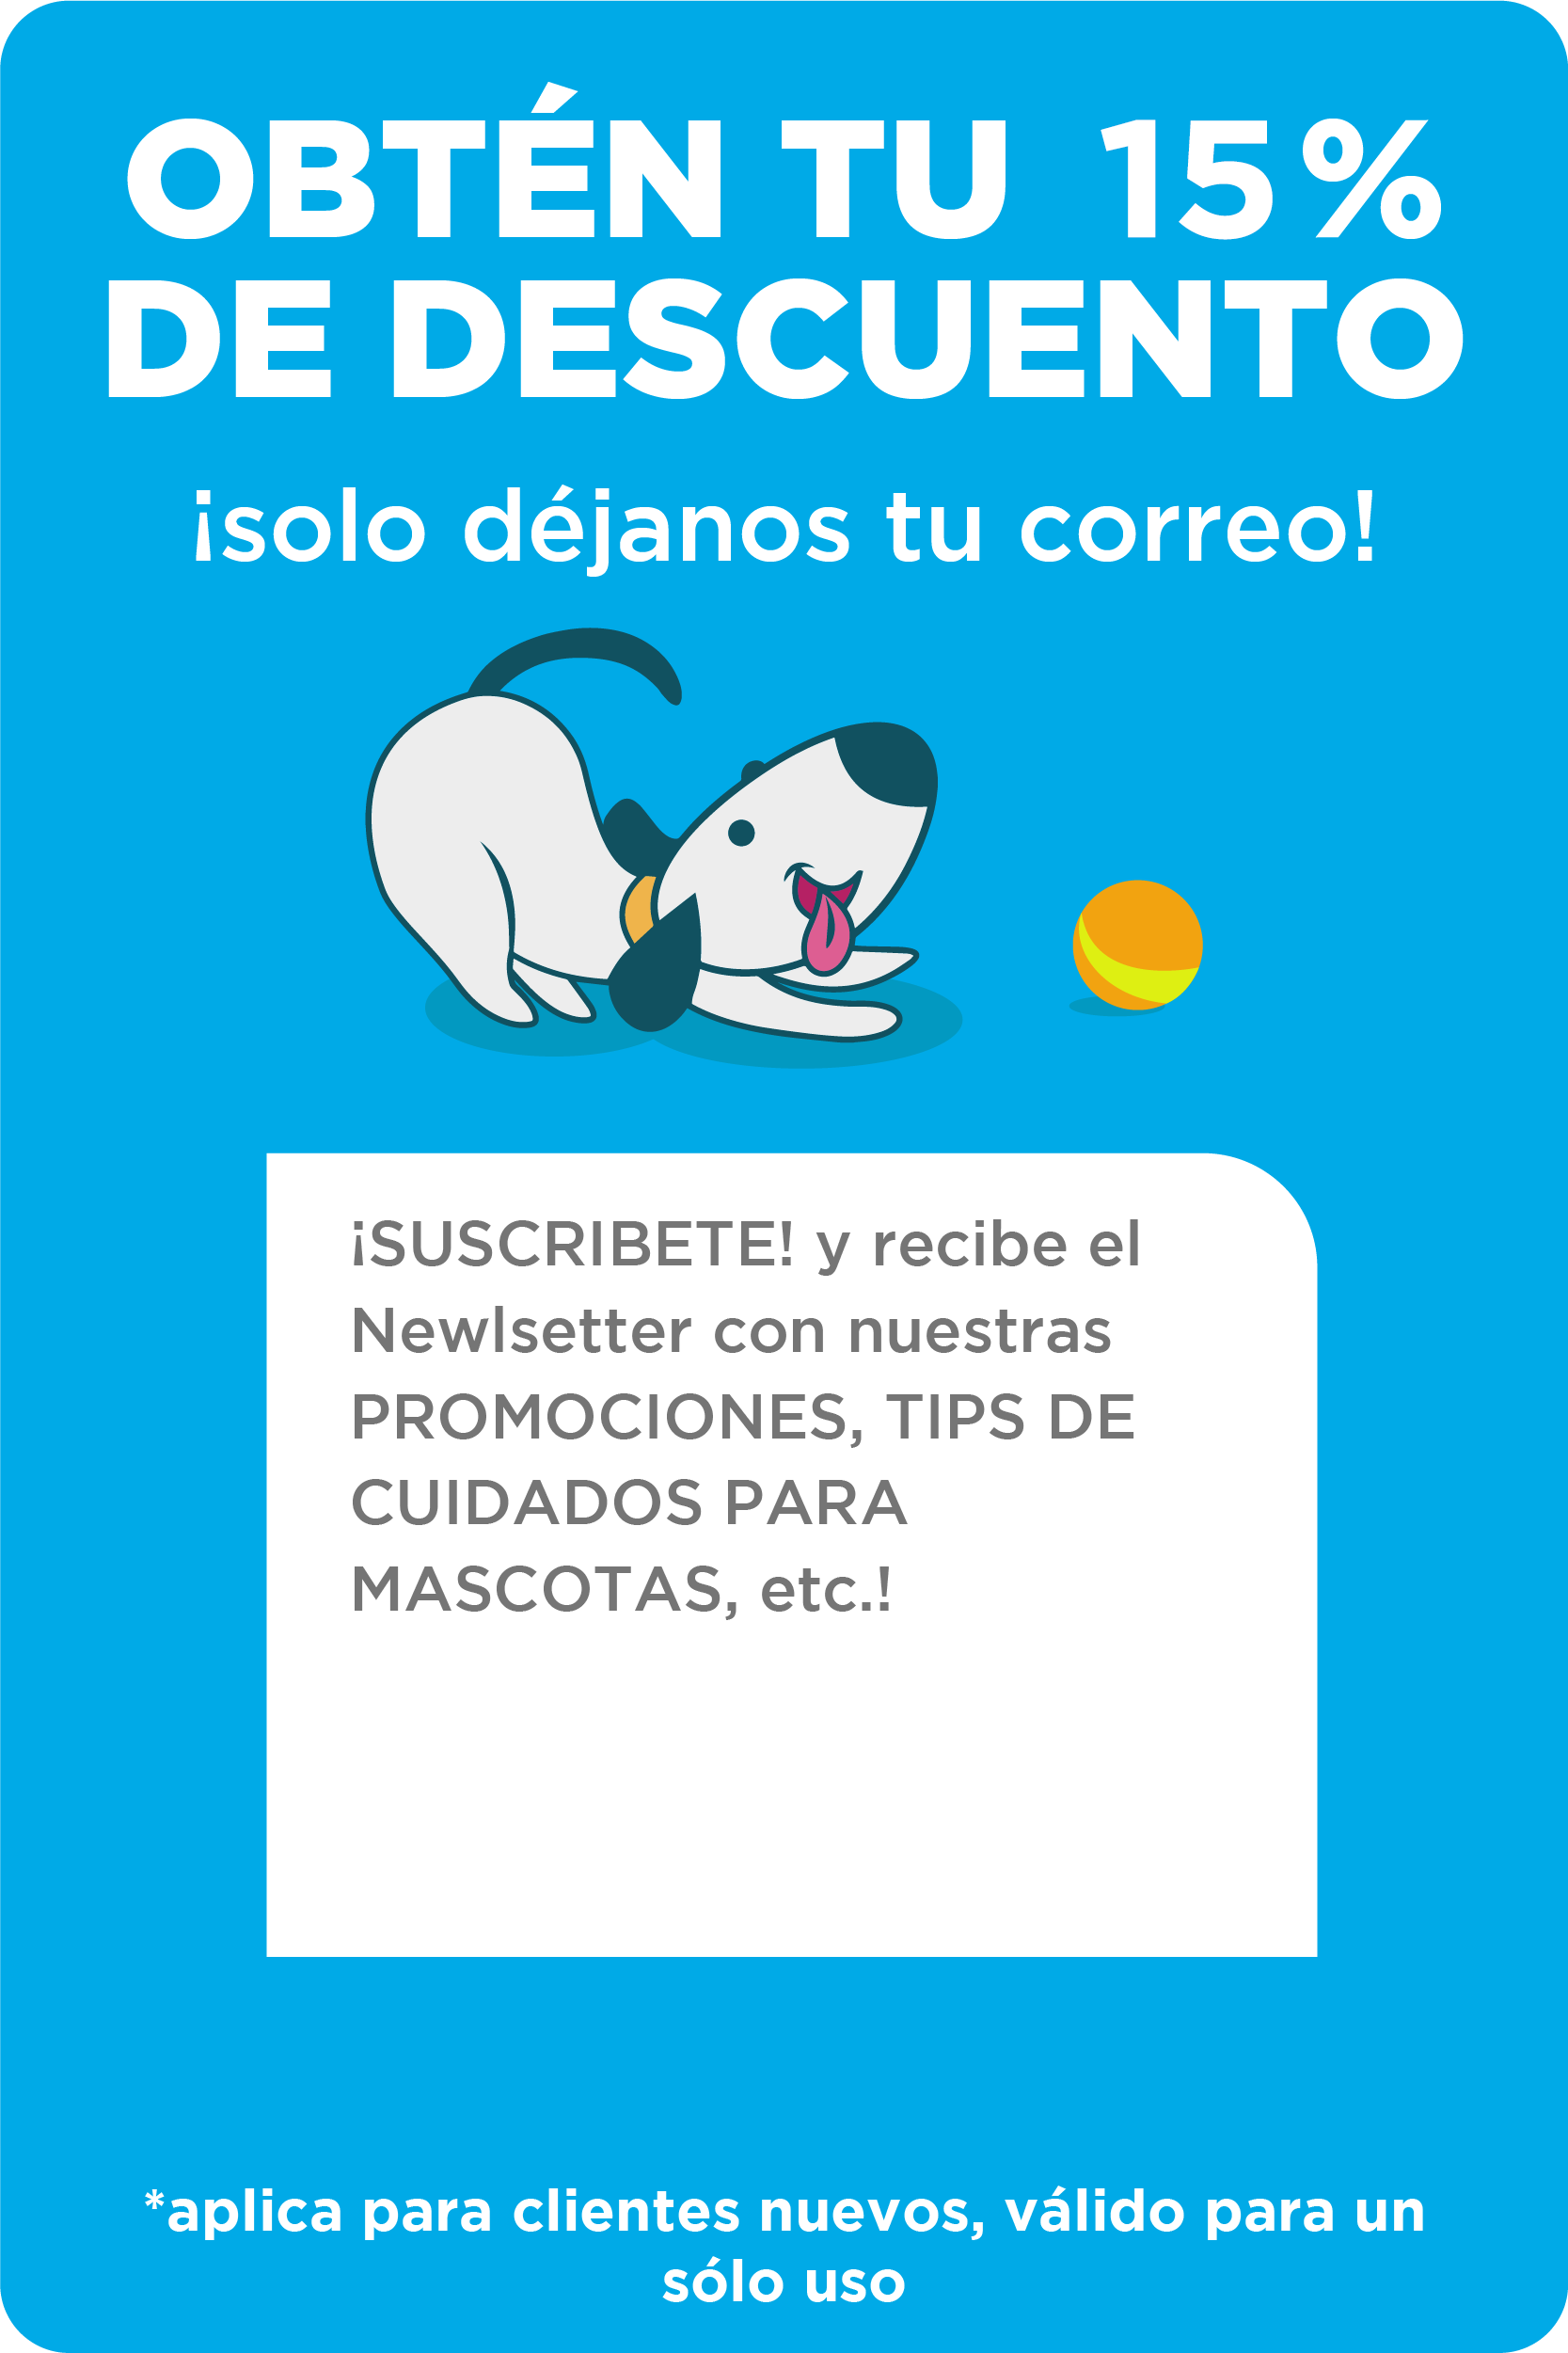 OBTÉN TU 15%
DE DESCUENTO
¡solo déjanos tu correo!
¡SUSCRIBETE! y recibe el
Newlsetter con nuestras
PROMOCIONES, TIPS DE
CUIDADOS PARA
MASCOTAS, etc.!
*aplica para clientes nuevos, válido para un
sólo uso